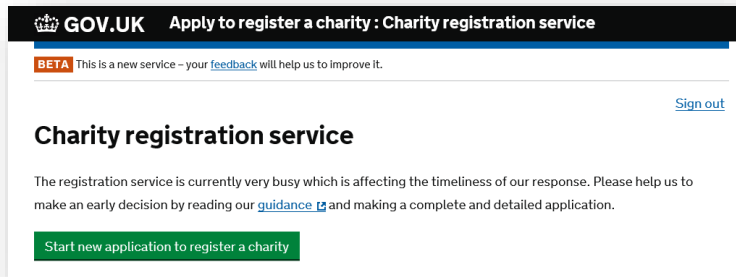 GOV.UK Apply to register a charity : Charity registration service
BETA This is a new service – your feedback will help us to improve it.
Sign out
Charity registration service
The registration service is currently very busy which is affecting the timeliness of our response. Please help us to
make an early decision by reading our guidance and making a complete and detailed application.
Start new application to register a charity